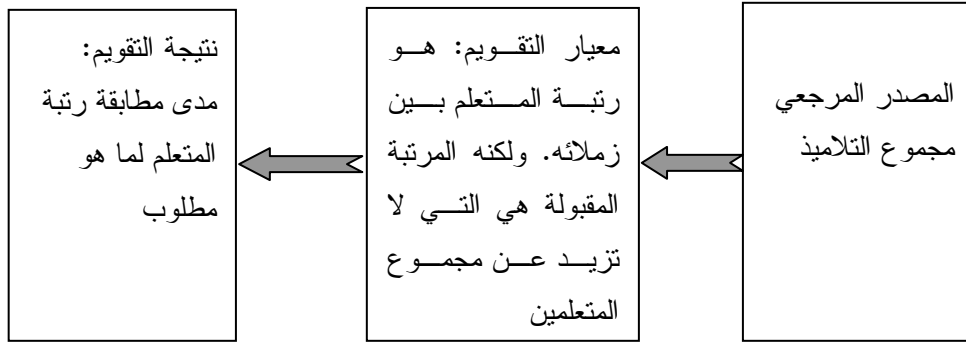 المصدر المرجعي
مجموع التلاميذ
معيار التقويم: هو
رتبة المتعلم بين
زملائه. ولكنه المرتبة
المقبولة هي التي لا
تزيد عن مجموع
المتعلمين
نتيجة التقويم:
مدى مطابقة رتبة
المتعلم لما هو
مطلوب